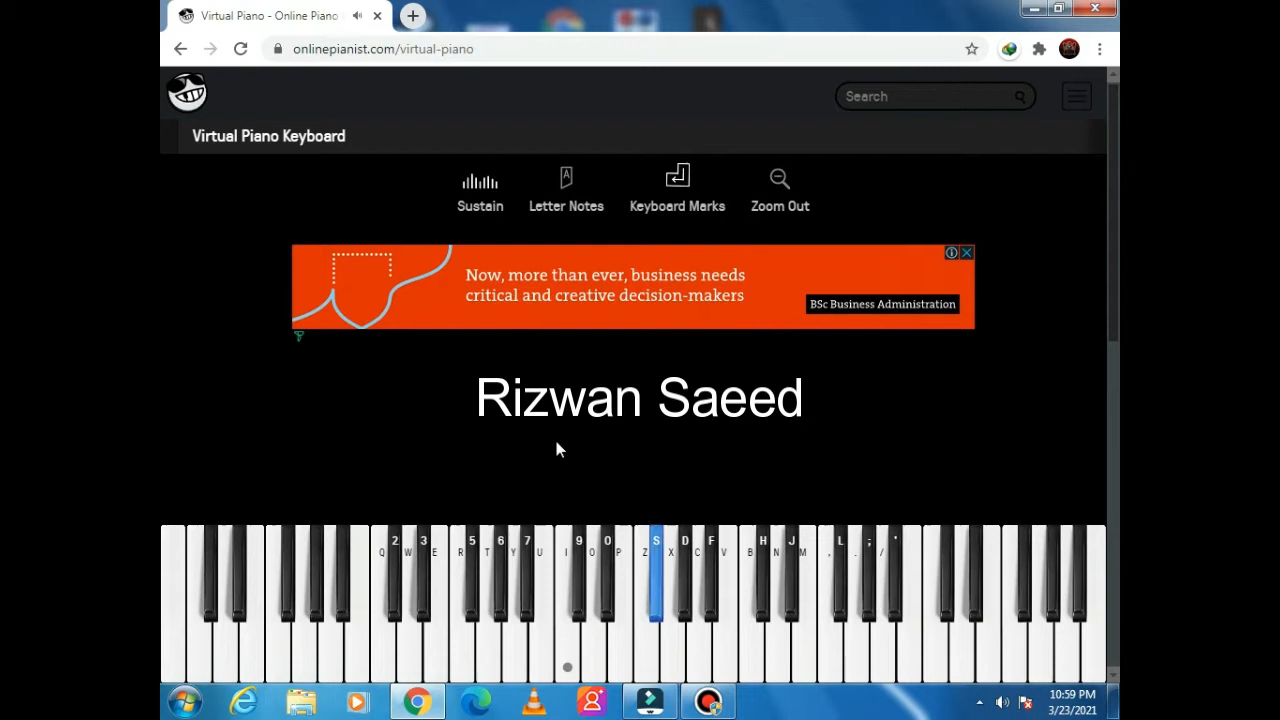 Virtual Piano - Online Piano
onlinepianist.com/virtual-piano
Search
Virtual Piano Keyboard
Sustain
Letter Notes
Keyboard Marks
Zoom Out
Now, more than ever, business needs
critical and creative decision-makers
BSc Business Administration
Rizwan Saeed
2 3 5 6 7 9 0 S D F H J L ; '
Q W E R T Y U I O P Z X C V B N M , . /
10:59 PM
3/23/2021